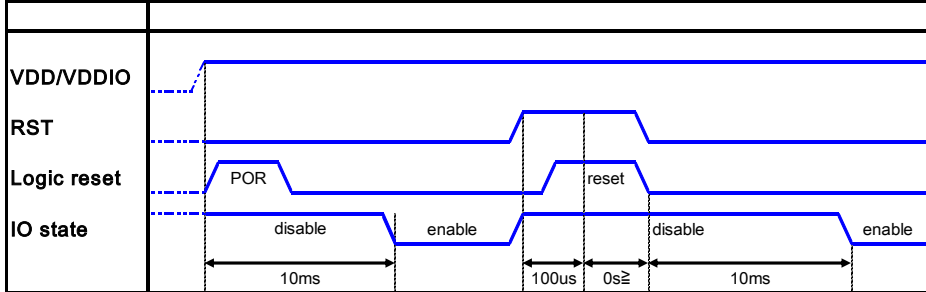 VDD/VDDIO
RST
Logic reset
POR
reset
IO state
disable
enable
disable
enable
10ms
100us
0s≧
10ms